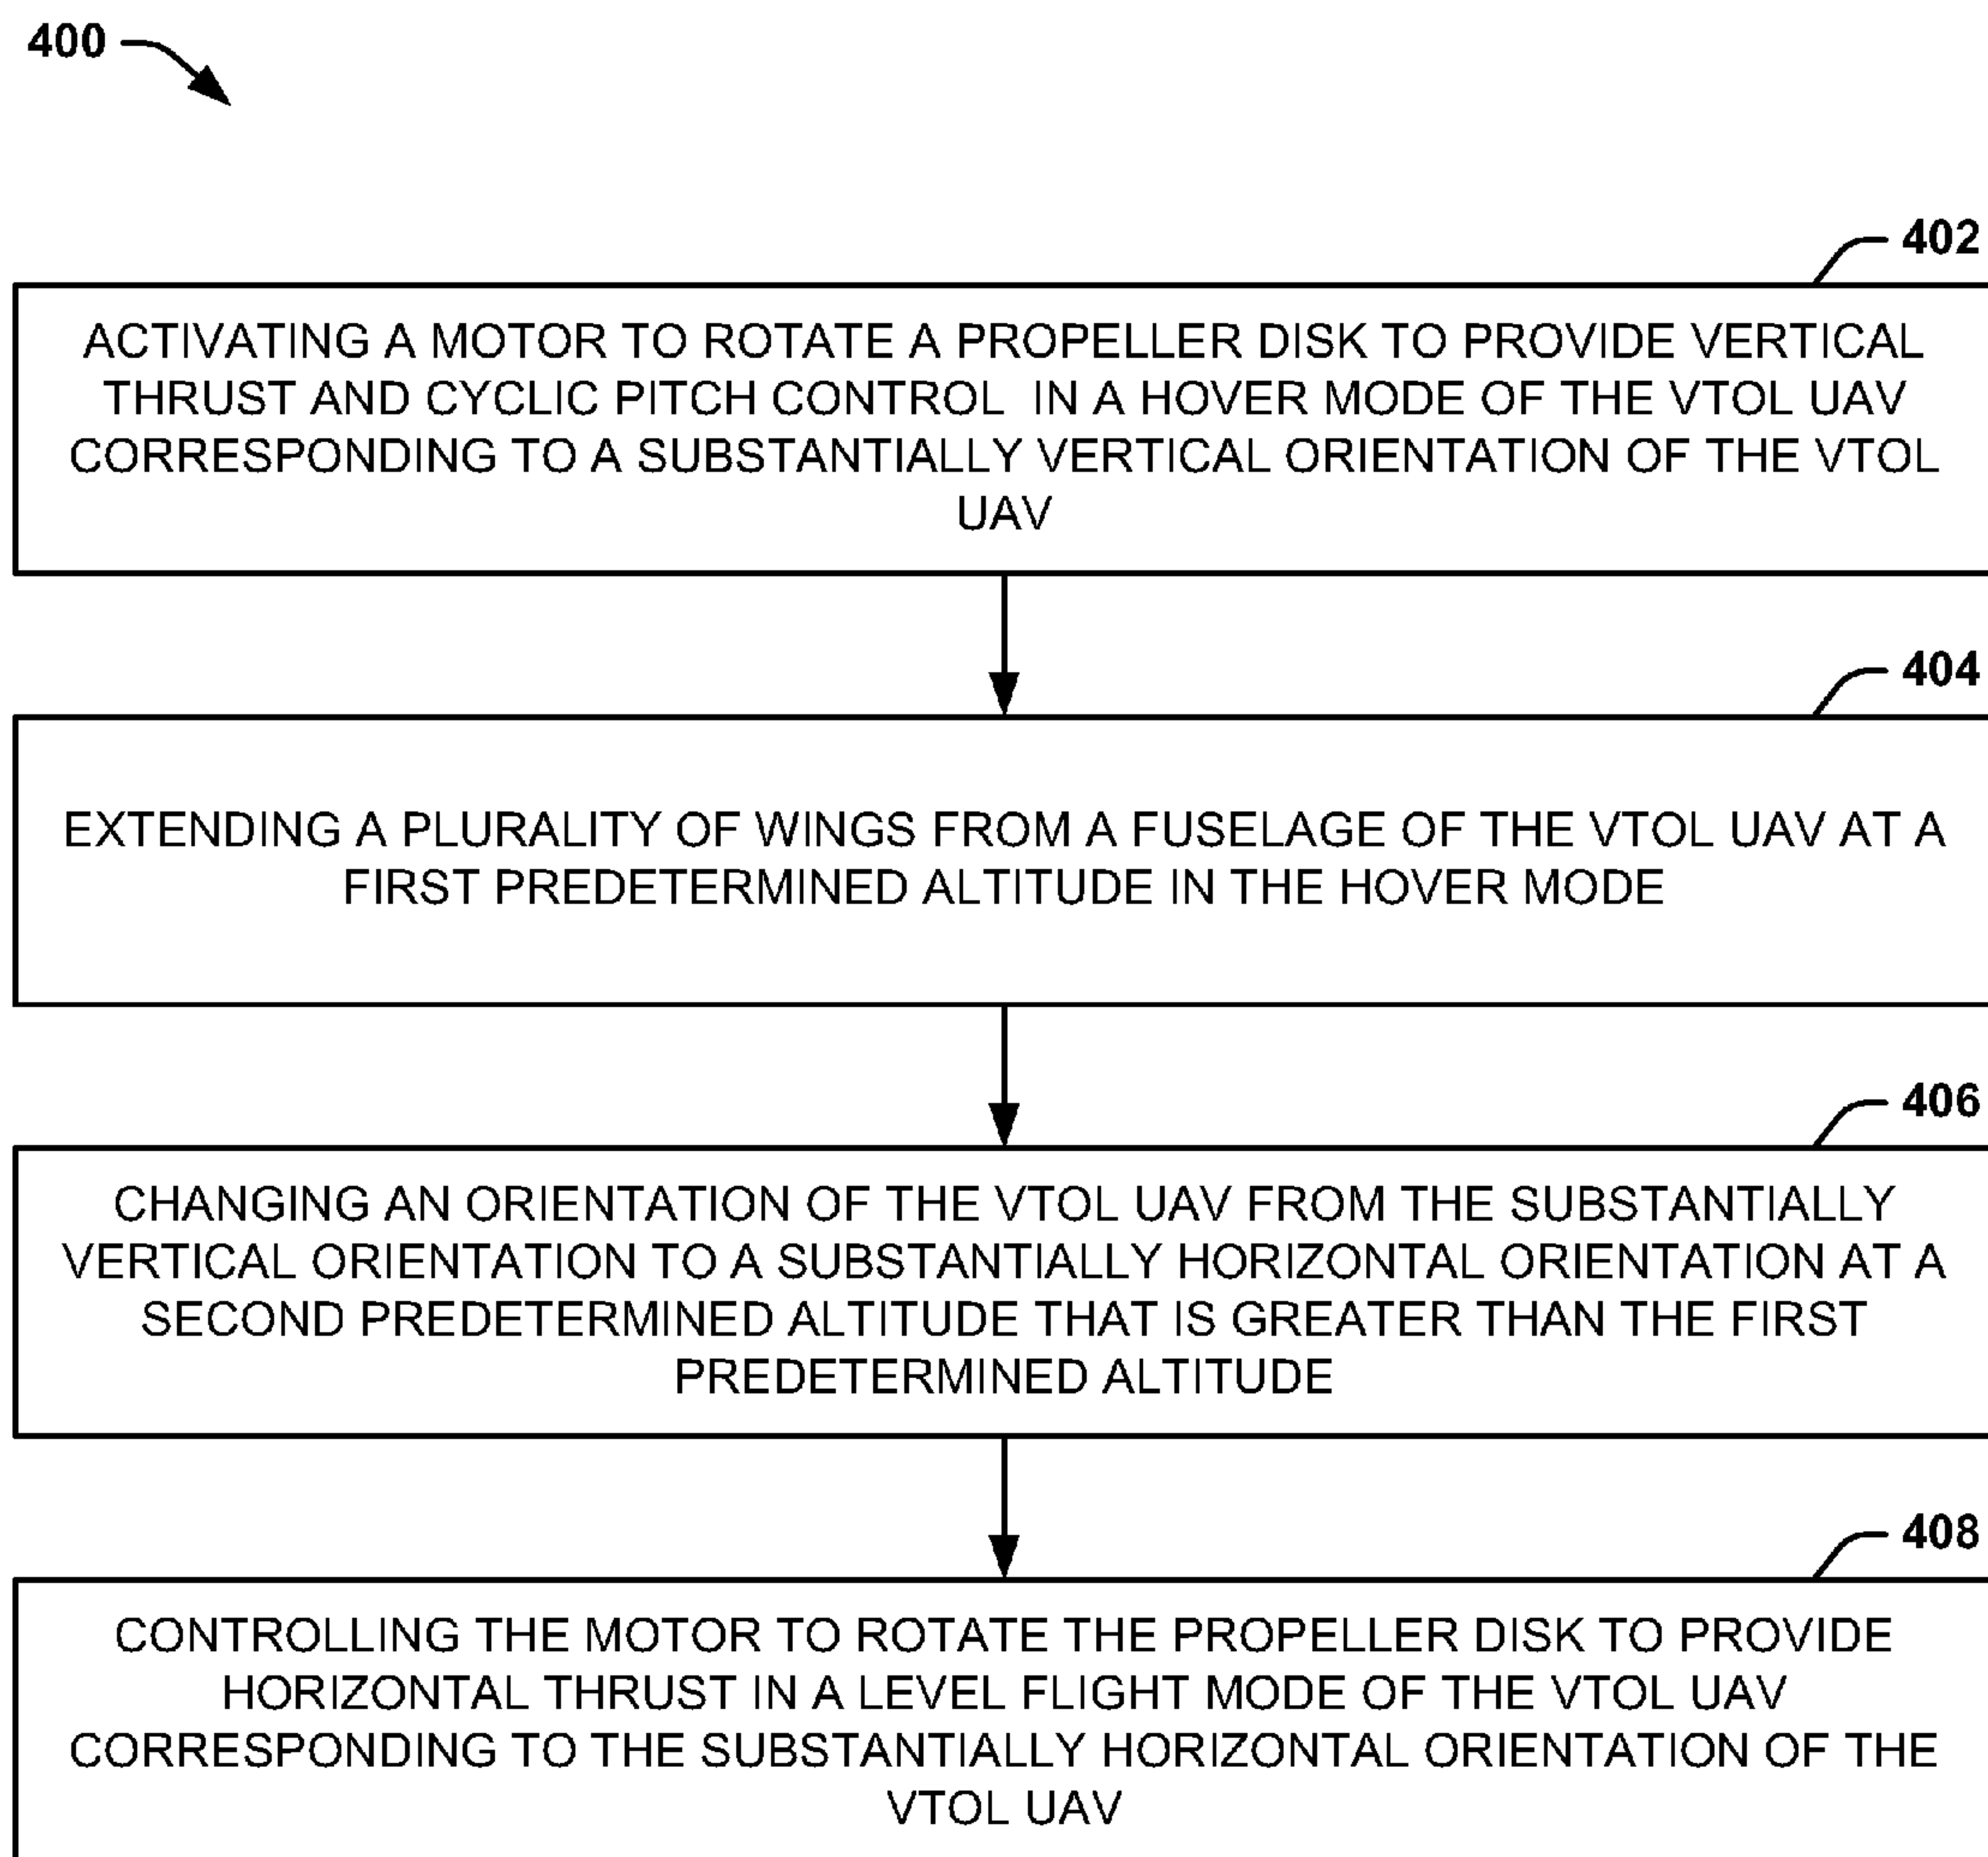 400
402
ACTIVATING A MOTOR TO ROTATE A PROPELLER DISK TO PROVIDE VERTICAL
THRUST AND CYCLIC PITCH CONTROL IN A HOVER MODE OF THE VTOL UAV
CORRESPONDING TO A SUBSTANTIALLY VERTICAL ORIENTATION OF THE VTOL
UAV
404
EXTENDING A PLURALITY OF WINGS FROM A FUSELAGE OF THE VTOL UAV AT A
FIRST PREDETERMINED ALTITUDE IN THE HOVER MODE
406
CHANGING AN ORIENTATION OF THE VTOL UAV FROM THE SUBSTANTIALLY
VERTICAL ORIENTATION TO A SUBSTANTIALLY HORIZONTAL ORIENTATION AT A
SECOND PREDETERMINED ALTITUDE THAT IS GREATER THAN THE FIRST
PREDETERMINED ALTITUDE
408
CONTROLLING THE MOTOR TO ROTATE THE PROPELLER DISK TO PROVIDE
HORIZONTAL THRUST IN A LEVEL FLIGHT MODE OF THE VTOL UAV
CORRESPONDING TO THE SUBSTANTIALLY HORIZONTAL ORIENTATION OF THE
VTOL UAV